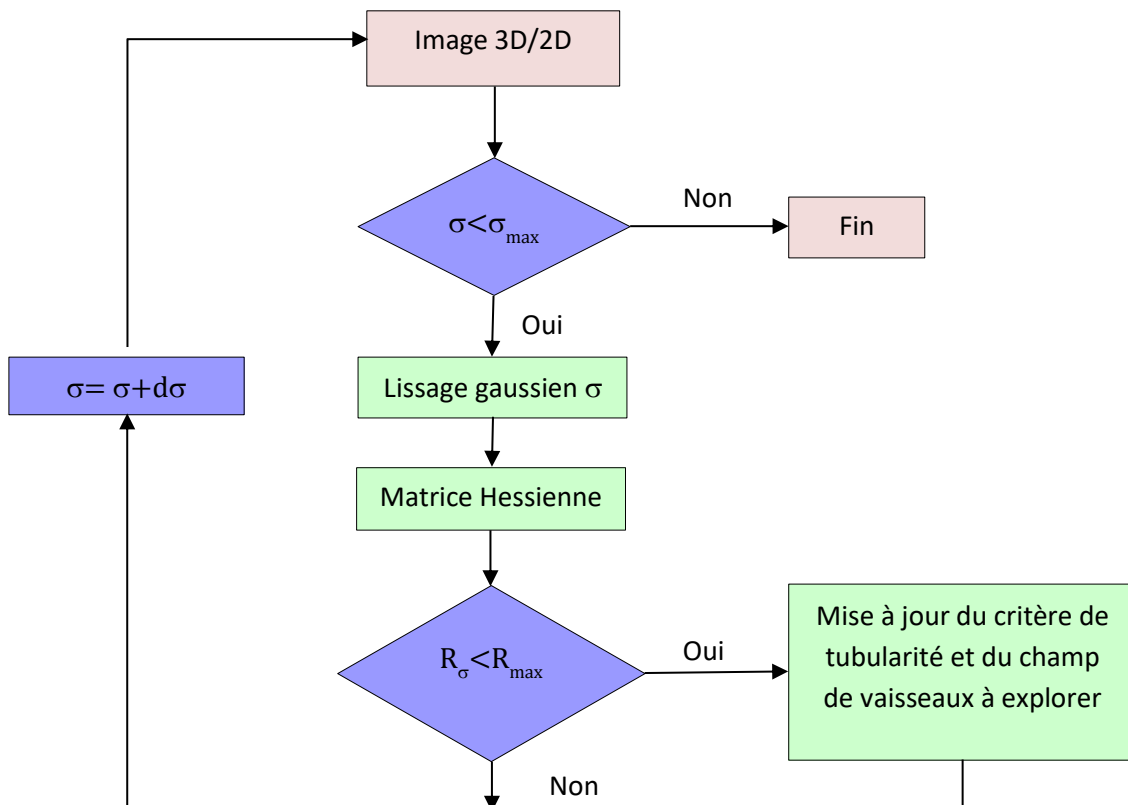 Image 3D/2D
σ<σmax
Non
Fin
Oui
σ= σ+dσ
Lissage gaussien σ
Matrice Hessienne
Rσ<Rmax
Oui
Mise à jour du critère de
tubularité et du champ
de vaisseaux à explorer
Non